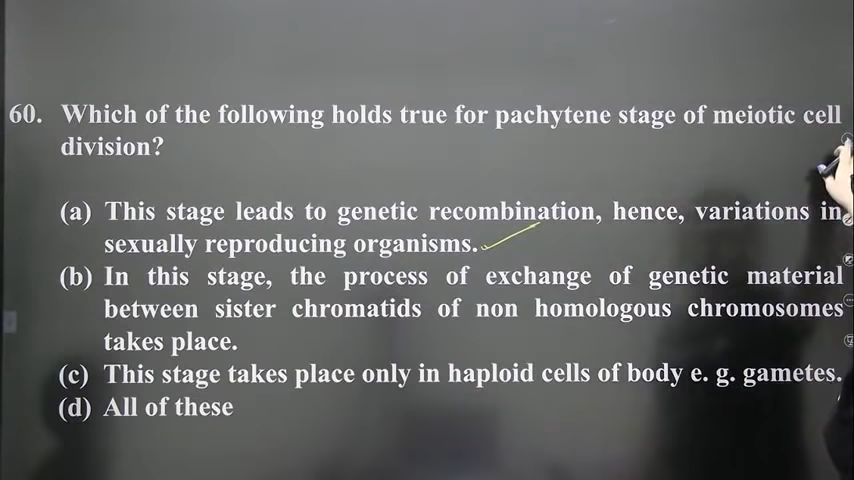 60. Which of the following holds true for pachytene stage of meiotic cell
division?
(a) This stage leads to genetic recombination, hence, variations in
sexually reproducing organisms.
(b) In this stage, the process of exchange of genetic material
between sister chromatids of non homologous chromosomes
takes place.
(c) This stage takes place only in haploid cells of body e. g. gametes.
(d) All of these